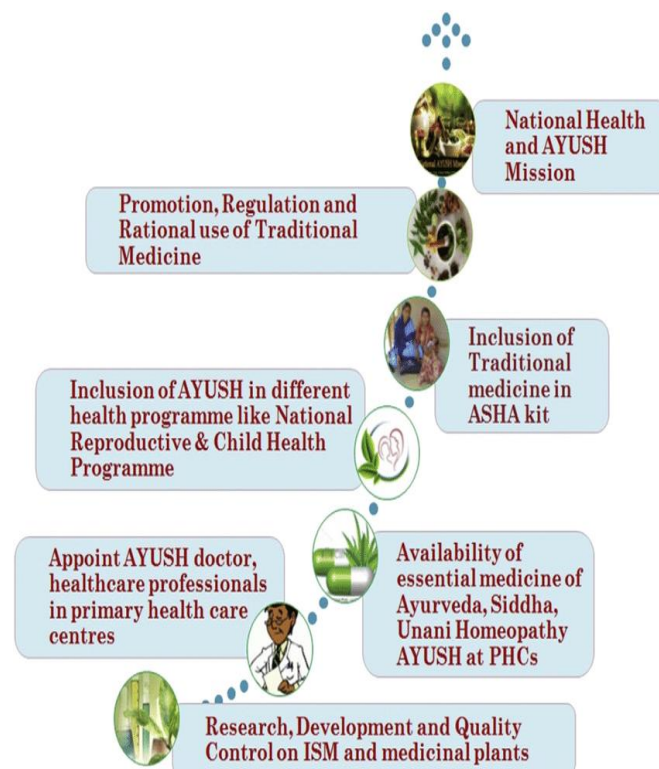 National Health
and AYUSH
Mission
Promotion, Regulation and
Rational use of Traditional
Medicine
Inclusion of
Traditional
medicine in
ASHA kit
Inclusion of AYUSH in different
health programme like National
Reproductive & Child Health
Programme
Availability of
essential medicine of
Ayurveda, Siddha,
Unani Homeopathy
AYUSH at PHCs
Appoint AYUSH doctor,
healthcare professionals
in primary health care
centres
Research, Development and Quality
Control on ISM and medicinal plants